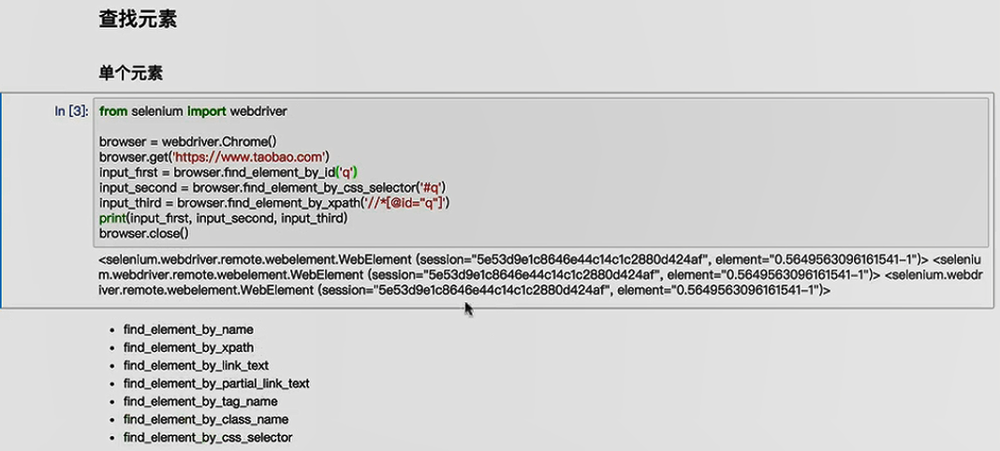 查找元素
单个元素
In [3]:
from selenium import webdriver
browser = webdriver.Chrome()
browser.get('https://www.taobao.com')
input_first = browser.find_element_by_id('q')
input_second = browser.find_element_by_css_selector('#q')
input_third = browser.find_element_by_xpath('//*[@id="q"]')
print(input_first, input_second, input_third)
browser.close()
<selenium.webdriver.remote.webelement.WebElement (session="5e53d9e1c8646e44c14c1c2880d424af", element="0.5649563096161541-1")> <seleniu
m.webdriver.remote.webelement.WebElement (session="5e53d9e1c8646e44c14c1c2880d424af", element="0.5649563096161541-1")> <selenium.webdr
iver.remote.webelement.WebElement (session="5e53d9e1c8646e44c14c1c2880d424af", element="0.5649563096161541-1")>
• find_element_by_name
• find_element_by_xpath
• find_element_by_link_text
• find_element_by_partial_link_text
• find_element_by_tag_name
• find_element_by_class_name
• find_element_by_css_selector